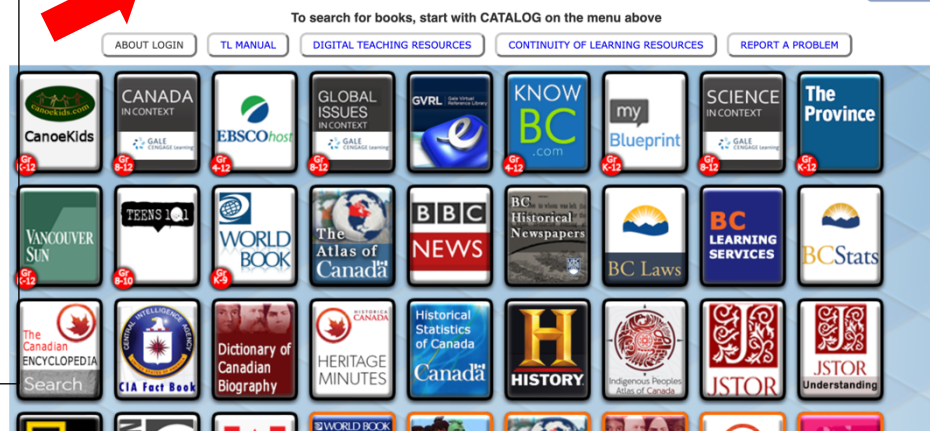 To search for books, start with CATALOG on the menu above
ABOUT LOGIN
TL MANUAL
DIGITAL TEACHING RESOURCES
CONTINUITY OF LEARNING RESOURCES
REPORT A PROBLEM
canoekids.com
CanoeKids
Gr
K-12
CANADA
IN CONTEXT
GALE
CENGAGE Learning
Gr
8-12
EBSCOhost
Gr
4-12
GLOBAL
ISSUES
IN CONTEXT
GALE
CENGAGE Learning
Gr
8-12
GVRL Gale Virtual
Reference Library
e
KNOW
BC
.com
Gr
4-12
my
Blueprint
Gr
K-12
SCIENCE
IN CONTEXT
GALE
CENGAGE Learning
Gr
8-12
The
Province
Gr
K-12
VANCOUVER
SUN
Gr
K-12
TEENS 101
Gr
8-10
WORLD
BOOK
Gr
K-9
The
Atlas of
Canada
BBC
NEWS
BC
Historical
Newspapers
BC Laws
BC
LEARNING
SERVICES
BCStats
The
Canadian
ENCYCLOPEDIA
Search
CENTRAL INTELLIGENCE AGENCY
CIA Fact Book
Dictionary of
Canadian
Biography
HISTORICA
CANADA
HERITAGE
MINUTES
Historical
Statistics
of Canada
Canada
H
HISTORY
Indigenous Peoples
Atlas of Canada
JSTOR
JSTOR
Understanding
WORLD BOOK